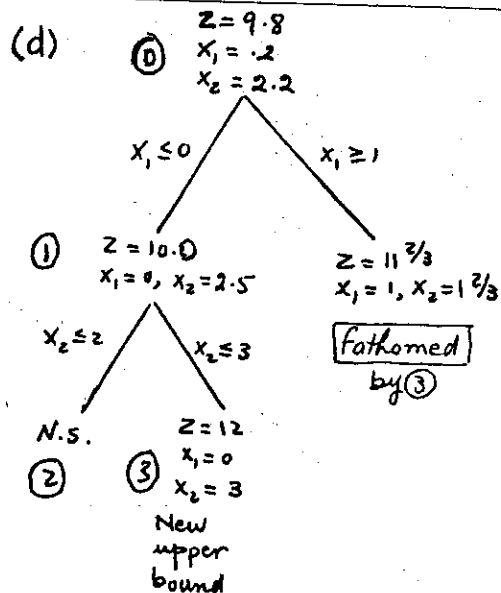 (d)
⓪
Z = 9.8
X₁ = .2
X₂ = 2.2
X₁ ≤ 0
X₁ ≥ 1
①
Z = 10.0
X₁ = 0, X₂ = 2.5
Z = 11 2/3
X₁ = 1, X₂ = 1 2/3
Fathomed
by ③
X₂ ≤ 2
X₂ ≤ 3
N.S.
②
③
Z = 12
X₁ = 0
X₂ = 3
New
upper
bound